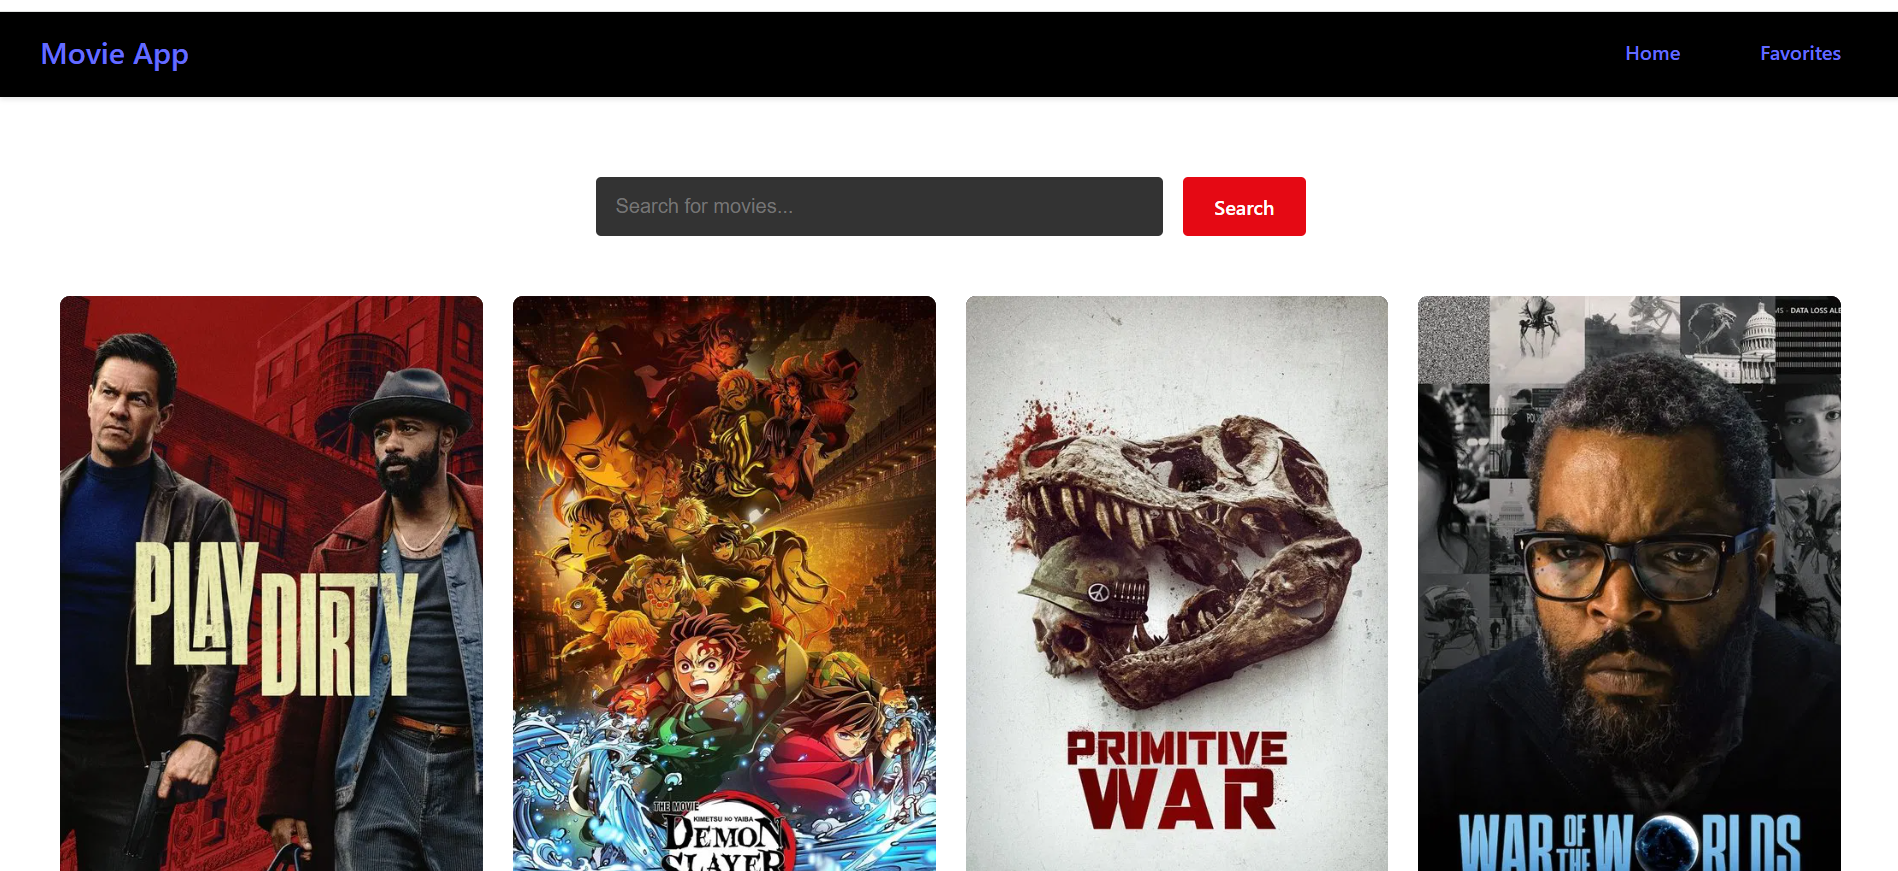 Movie App
Home
Favorites
Search for movies...
Search
PLAY
DIRTY
THE MOVIE
KIMETSU NO YAIBA
DEMON
SLAYER
PRIMITIVE
WAR
DATA LOSS ALE
WAR OF THE WORLDS